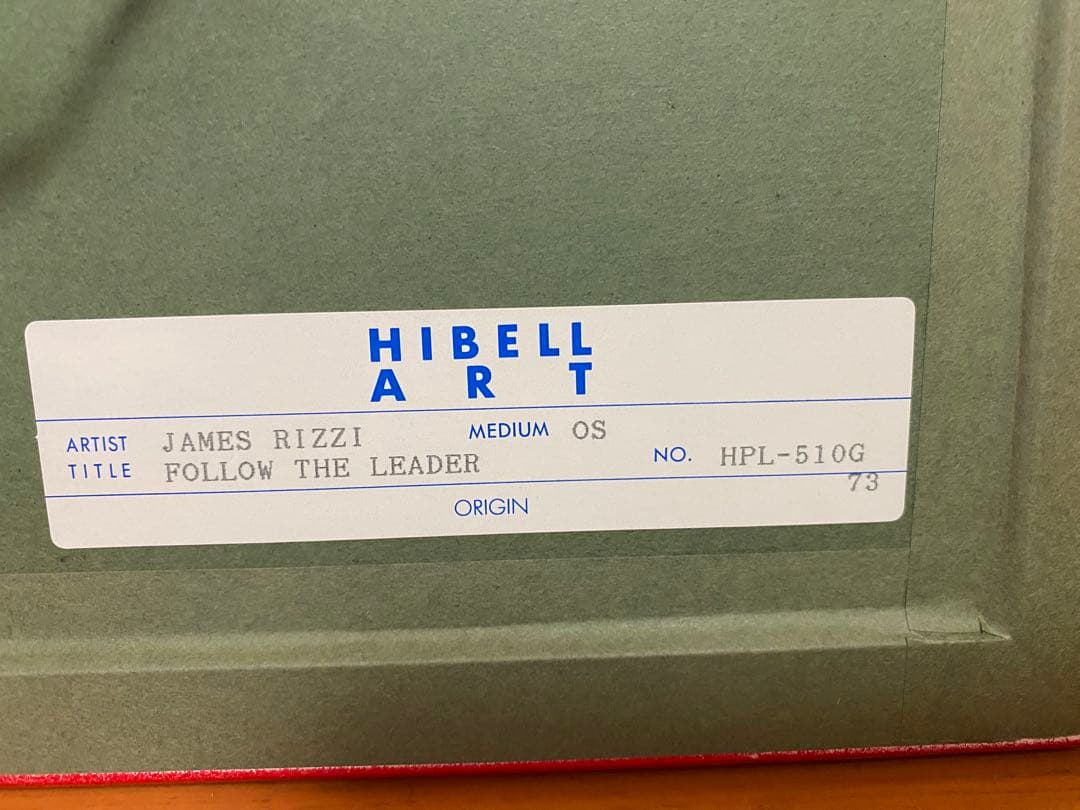 HIBELL
ART
ARTIST JAMES RIZZI MEDIUM OS
TITLE FOLLOW THE LEADER NO. HPL-510G
73
ORIGIN